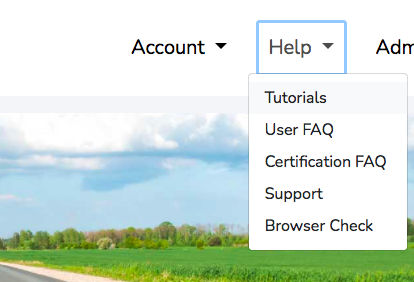 Account Help Adm
Tutorials
User FAQ
Certification FAQ
Support
Browser Check